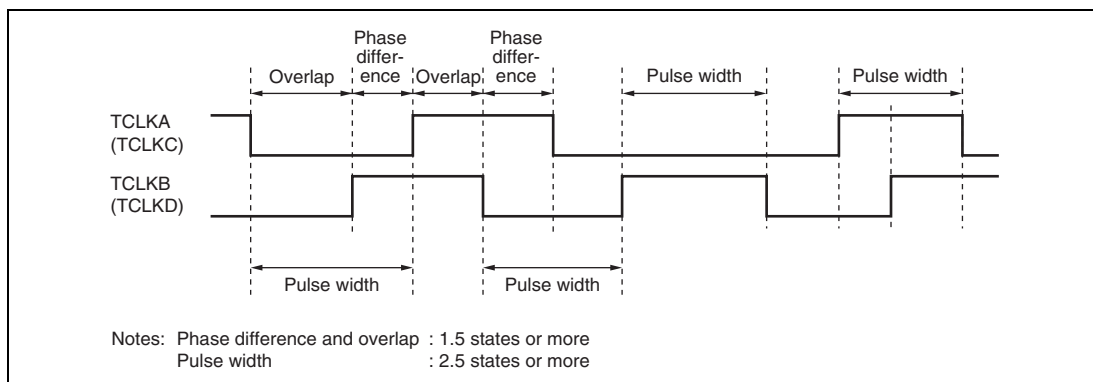 Phase
differ-
ence
Phase
differ-
ence
Overlap
Overlap
Pulse width
Pulse width
TCLKA
(TCLKC)
TCLKB
(TCLKD)
Pulse width
Pulse width
Notes: Phase difference and overlap : 1.5 states or more
Pulse width : 2.5 states or more